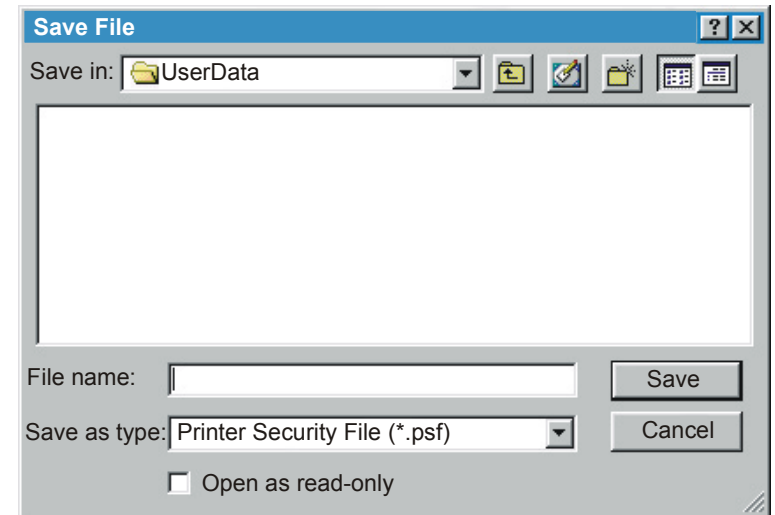 Save File
Save in: UserData
File name:
Save
Save as type: Printer Security File (*.psf)
Cancel
Open as read-only